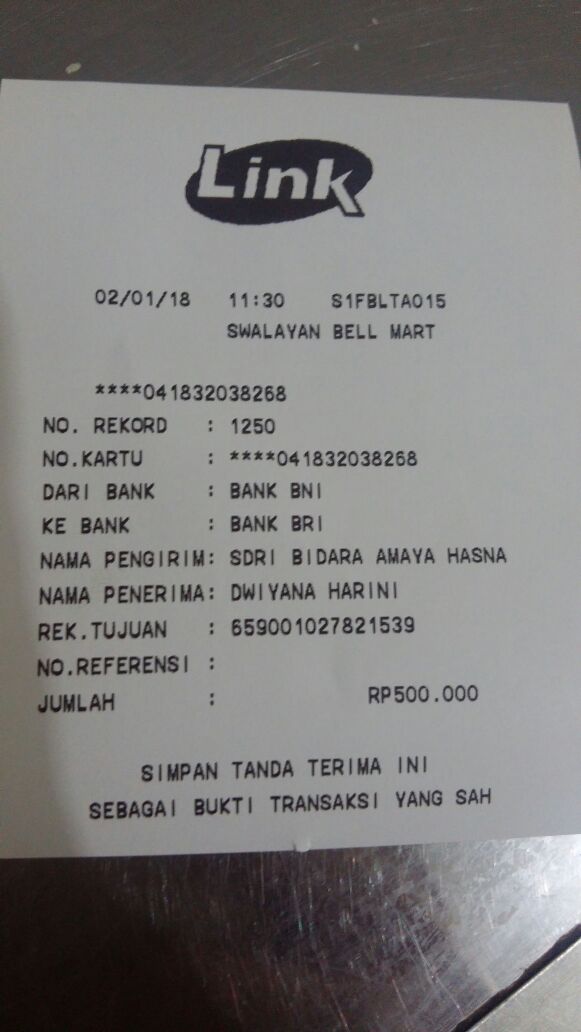 Link
02/01/18 11:30 S1FBLTA015
SWALAYAN BELL MART
****041832038268
NO. REKORD : 1250
NO.KARTU : ****041832038268
DARI BANK : BANK BNI
KE BANK : BANK BRI
NAMA PENGIRIM: SDRI BIDARA AMAYA HASNA
NAMA PENERIMA: DWIYANA HARINI
REK.TUJUAN : 659001027821539
NO.REFERENSI :
JUMLAH : RP500.000
SIMPAN TANDA TERIMA INI
SEBAGAI BUKTI TRANSAKSI YANG SAH